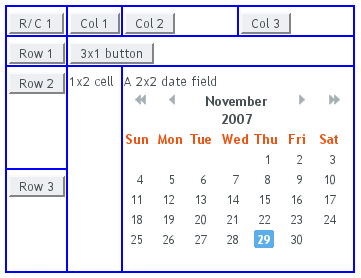 R/C 1 Col 1 Col 2 Col 3
Row 1 3x1 button
Row 2 1x2 cell A 2x2 date field
November
2007
Sun Mon Tue Wed Thu Fri Sat
1 2 3
4 5 6 7 8 9 10
11 12 13 14 15 16 17
Row 3
18 19 20 21 22 23 24
25 26 27 28 29 30